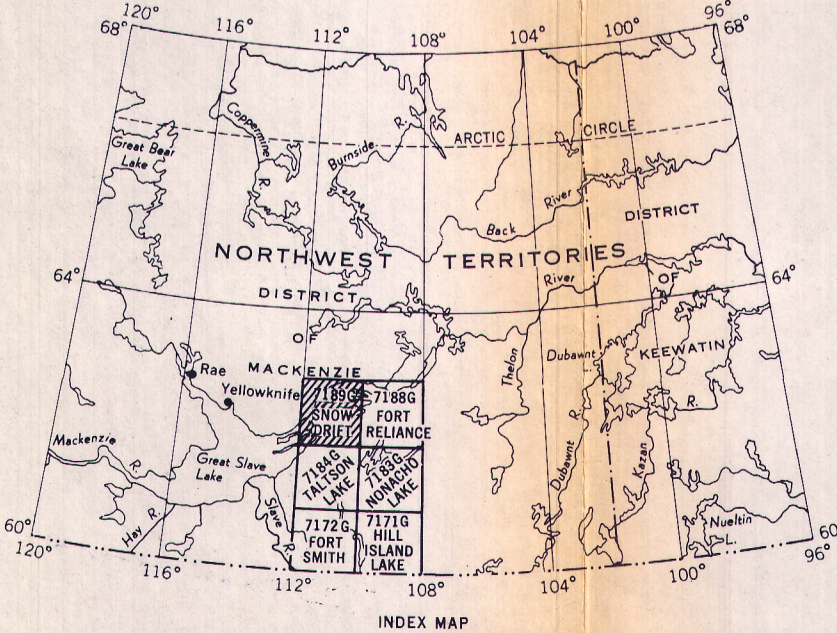 120°
116°
112°
108°
104°
100°
96°
68°
68°
Coppermine
R.
Burnside
R.
ARCTIC CIRCLE
Great Bear
Lake
Back
River
DISTRICT
NORTHWEST TERRITORIES
64°
River
OF
64°
DISTRICT
OF
MACKENZIE
Rae
Yellowknife
Thelon
Dubawnt
KEEWATIN
7189G
SNOW
DRIFT
7188G
FORT
RELIANCE
R.
Mackenzie
R.
Great Slave
Lake
7184G
TALTSON
LAKE
7183G
NONACHO
LAKE
Dubawnt
R.
Kazan
Hay R.
Slave
R.
7172G
FORT
SMITH
7171G
HILL
ISLAND
LAKE
Nueltin
L.
60°
60
120°
116°
112°
108°
104°
100°
96°
INDEX MAP